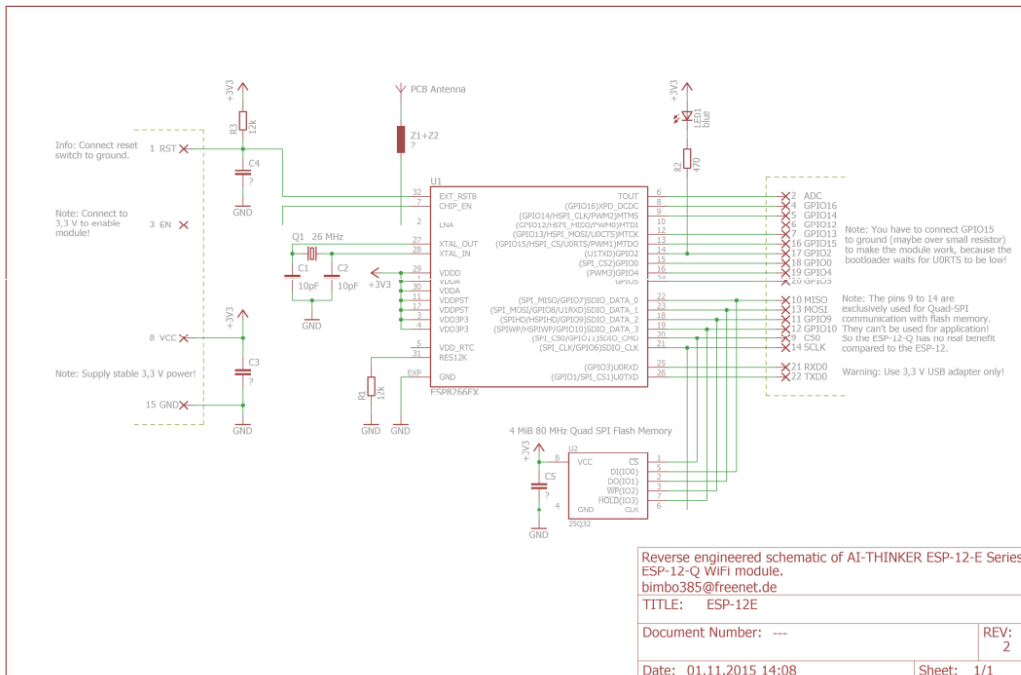 +3V3
R3
12k
Info: Connect reset
switch to ground.
1 RST
C4
?
GND
Note: Connect to
3,3 V to enable
module!
3 EN
Q1 26 MHz
C1
10pF
C2
10pF
GND
+3V3
+3V3
8 VCC
C3
?
Note: Supply stable 3,3 V power!
15 GND
GND
PCB Antenna
Z1+Z2
?
U1
32 EXT_RSTB
7 CHIP_EN
2 LNA
27 XTAL_OUT
28 XTAL_IN
29 VDDD
1 VDDA
30 VDDA
11 VDDPST
17 VDDPST
3 VDD3P3
4 VDD3P3
5 VDD_RTC
31 RES12K
EXP GND
ESP8266EX
R1
12k
GND
GND
+3V3
LED1
blue
R2
470
TOUT 6
(GPIO16)XPD_DCDC 8
(GPIO14/HSPI_CLK/PWM2)MTMS 9
(GPIO12/HSPI_MISO/PWM0)MTDI 10
(GPIO13/HSPI_MOSI/U0CTS)MTCK 12
(GPIO15/HSPI_CS/U0RTS/PWM1)MTDO 13
(U1TXD)GPIO2 14
(SPI_CS2)GPIO0 15
(PWM3)GPIO4 16
GPIO5 24
(SPI_MISO/GPIO7)SDIO_DATA_0 22
(SPI_MOSI/GPIO8/U1RXD)SDIO_DATA_1 23
(SPIHD/HSPIHD/GPIO9)SDIO_DATA_2 18
(SPIWP/HSPIWP/GPIO10)SDIO_DATA_3 19
(SPI_CS0/GPIO11)SDIO_CMD 20
(SPI_CLK/GPIO6)SDIO_CLK 21
(GPIO3)U0RXD 25
(GPIO1/SPI_CS1)U0TXD 26
2 ADC
4 GPIO16
5 GPIO14
6 GPIO12
7 GPIO13
16 GPIO15
17 GPIO2
18 GPIO0
19 GPIO4
20 GPIO5
10 MISO
13 MOSI
11 GPIO9
12 GPIO10
9 CS0
14 SCLK
21 RXD0
22 TXD0
Note: You have to connect GPIO15
to ground (maybe over small resistor)
to make the module work, because the
bootloader waits for U0RTS to be low!
Note: The pins 9 to 14 are
exclusively used for Quad-SPI
communication with flash memory.
They can't be used for application!
So the ESP-12-Q has no real benefit
compared to the ESP-12.
Warning: Use 3,3 V USB adapter only!
4 MiB 80 MHz Quad SPI Flash Memory
+3V3
C5
?
GND
U2
8 VCC
4 GND
CS 1
DI(IO0) 5
DO(IO1) 2
WP(IO2) 3
HOLD(IO3) 7
CLK 6
25Q32
Reverse engineered schematic of AI-THINKER ESP-12-E Series
ESP-12-Q WiFi module.
bimbo385@freenet.de
TITLE: ESP-12E
Document Number: ---
REV:
2
Date: 01.11.2015 14:08
Sheet: 1/1